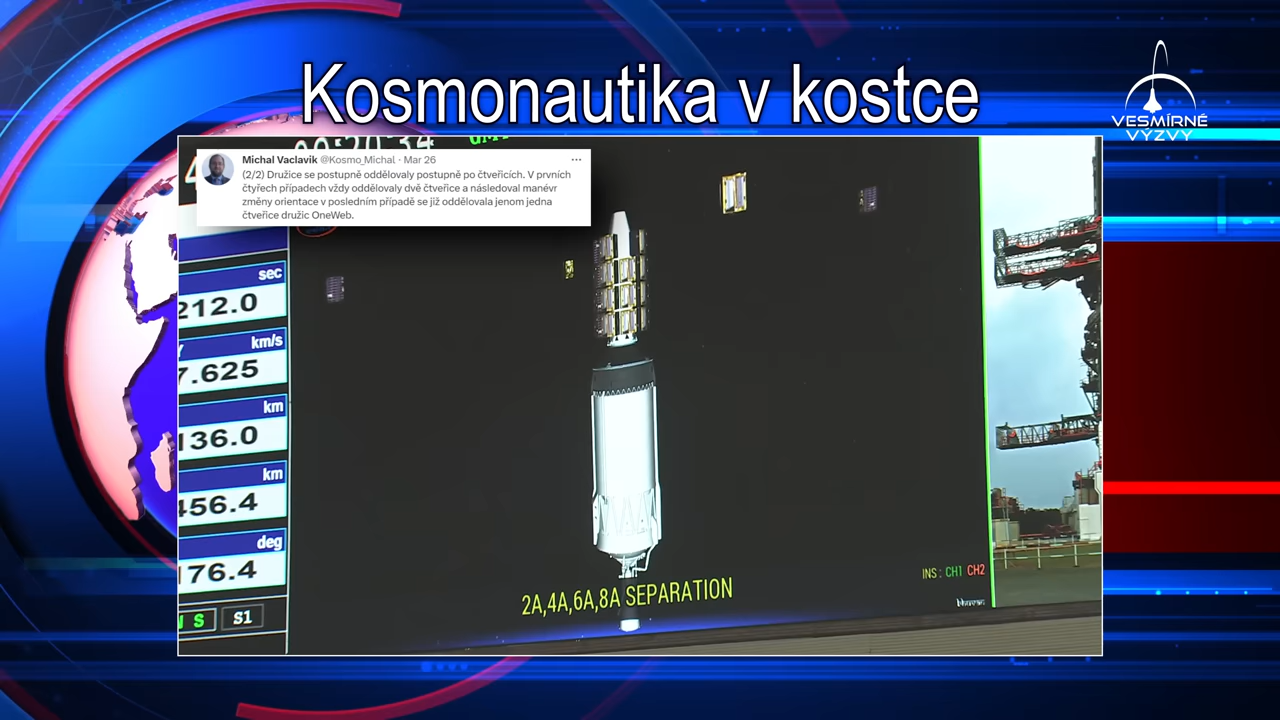 Kosmonautika v kostce
VESMÍRNÉ
VÝZVY
Michal Vaclavik @Kosmo_Michal · Mar 26
(2/2) Družice se postupně oddělovaly postupně po čtveřicích. V prvních
čtyřech případech vždy oddělovaly dvě čtveřice a následoval manévr
změny orientace v posledním případě se již oddělovala jenom jedna
čtveřice družic OneWeb.
sec
212.0
km/s
7.625
km
136.0
km
456.4
deg
176.4
S S1
2A,4A,6A,8A SEPARATION
INS: CH1 CH2
bhuvan